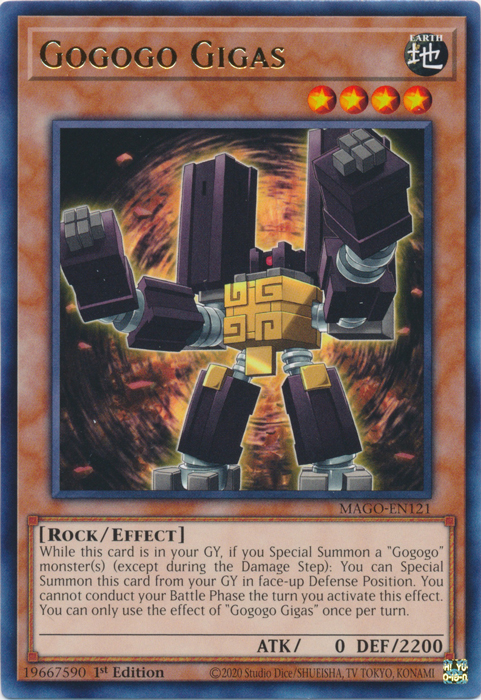 Gogogo Gigas
EARTH
地
MAGO-EN121
[Rock/Effect]
While this card is in your GY, if you Special Summon a "Gogogo"
monster(s) (except during the Damage Step): You can Special
Summon this card from your GY in face-up Defense Position. You
cannot conduct your Battle Phase the turn you activate this effect.
You can only use the effect of "Gogogo Gigas" once per turn.
ATK/ 0 DEF/2200
19667590 1st Edition ©2020 Studio Dice/SHUEISHA, TV TOKYO, KONAMI